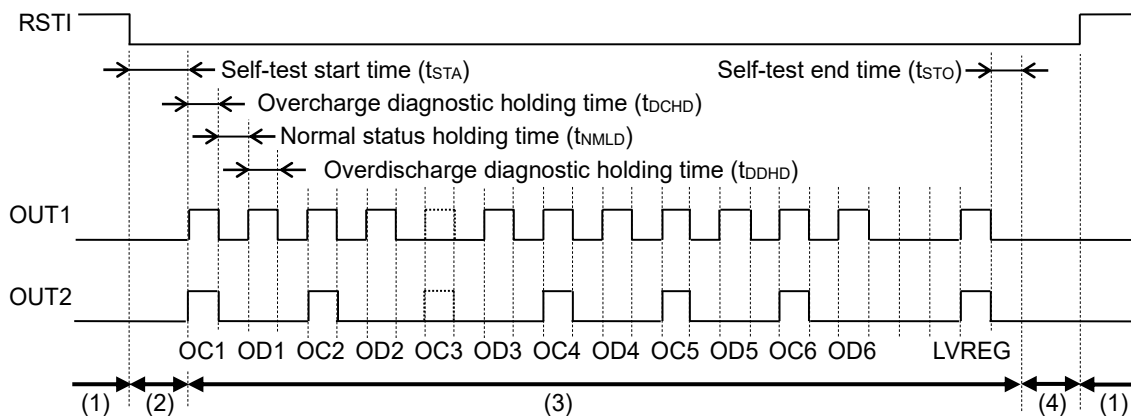 RSTI
Self-test start time (tSTA)
Self-test end time (tSTO)
Overcharge diagnostic holding time (tDCHD)
Normal status holding time (tNMLD)
Overdischarge diagnostic holding time (tDDHD)
OUT1
OUT2
OC1 OD1 OC2 OD2 OC3 OD3 OC4 OD4 OC5 OD5 OC6 OD6 LVREG
(1) (2) (3) (4) (1)